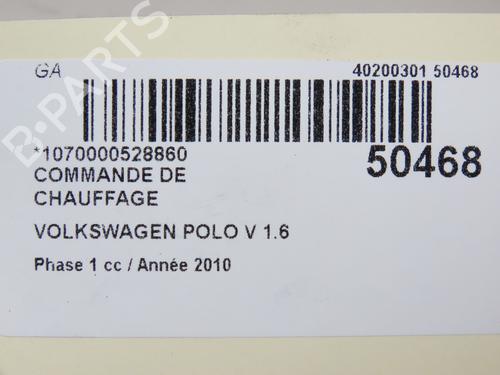 GA
40200301 50468
*1070000528860
50468
COMMANDE DE
CHAUFFAGE
VOLKSWAGEN POLO V 1.6
Phase 1 cc / Année 2010
B-PARTS